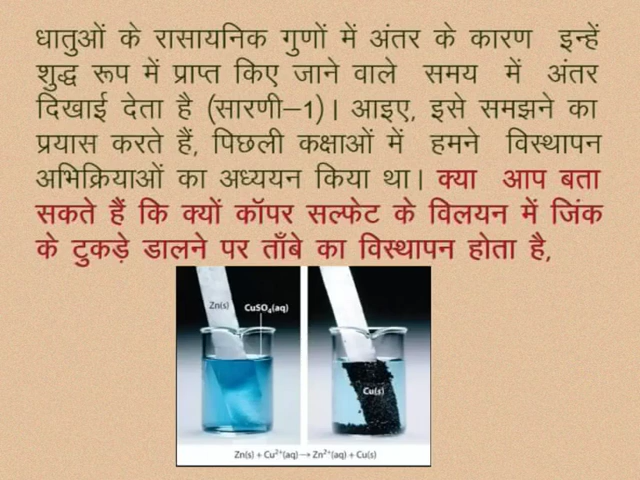 धातुओं के रासायनिक गुणों में अंतर के कारण इन्हें
शुद्ध रूप में प्राप्त किए जाने वाले समय में अंतर
दिखाई देता है (सारणी–1)। आइए, इसे समझने का
प्रयास करते हैं, पिछली कक्षाओं में हमने विस्थापन
अभिक्रियाओं का अध्ययन किया था। क्या आप बता
सकते हैं कि क्यों कॉपर सल्फेट के विलयन में जिंक
के टुकड़े डालने पर ताँबे का विस्थापन होता है,
Zn(s)
CuSO₄(aq)
Cu(s)
Zn(s) + Cu²⁺(aq) → Zn²⁺(aq) + Cu(s)